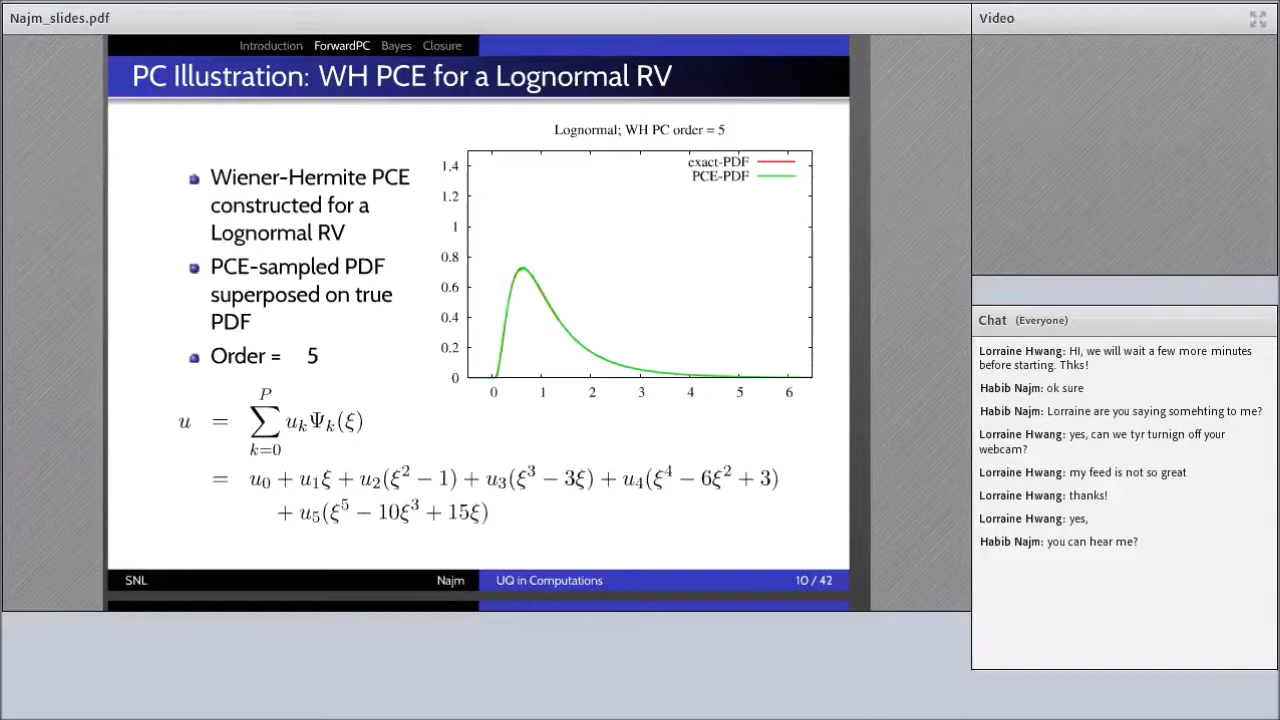 Najm_slides.pdf
Introduction ForwardPC Bayes Closure
PC Illustration: WH PCE for a Lognormal RV
Wiener-Hermite PCE
constructed for a
Lognormal RV
PCE-sampled PDF
superposed on true
PDF
Order = 5
Lognormal; WH PC order = 5
exact-PDF
PCE-PDF
1.4
1.2
1
0.8
0.6
0.4
0.2
0
0 1 2 3 4 5 6
u = ∑_{k=0}^{P} u_kΨ_k(ξ)
= u_0 + u_1ξ + u_2(ξ^2 − 1) + u_3(ξ^3 − 3ξ) + u_4(ξ^4 − 6ξ^2 + 3)
+ u_5(ξ^5 − 10ξ^3 + 15ξ)
SNL Najm UQ in Computations 10 / 42
Video
Chat (Everyone)
Lorraine Hwang: HI, we will wait a few more minutes
before starting. Thks!
Habib Najm: ok sure
Habib Najm: Lorraine are you saying somehting to me?
Lorraine Hwang: yes, can we tyr turnign off your
webcam?
Lorraine Hwang: my feed is not so great
Lorraine Hwang: thanks!
Lorraine Hwang: yes,
Habib Najm: you can hear me?